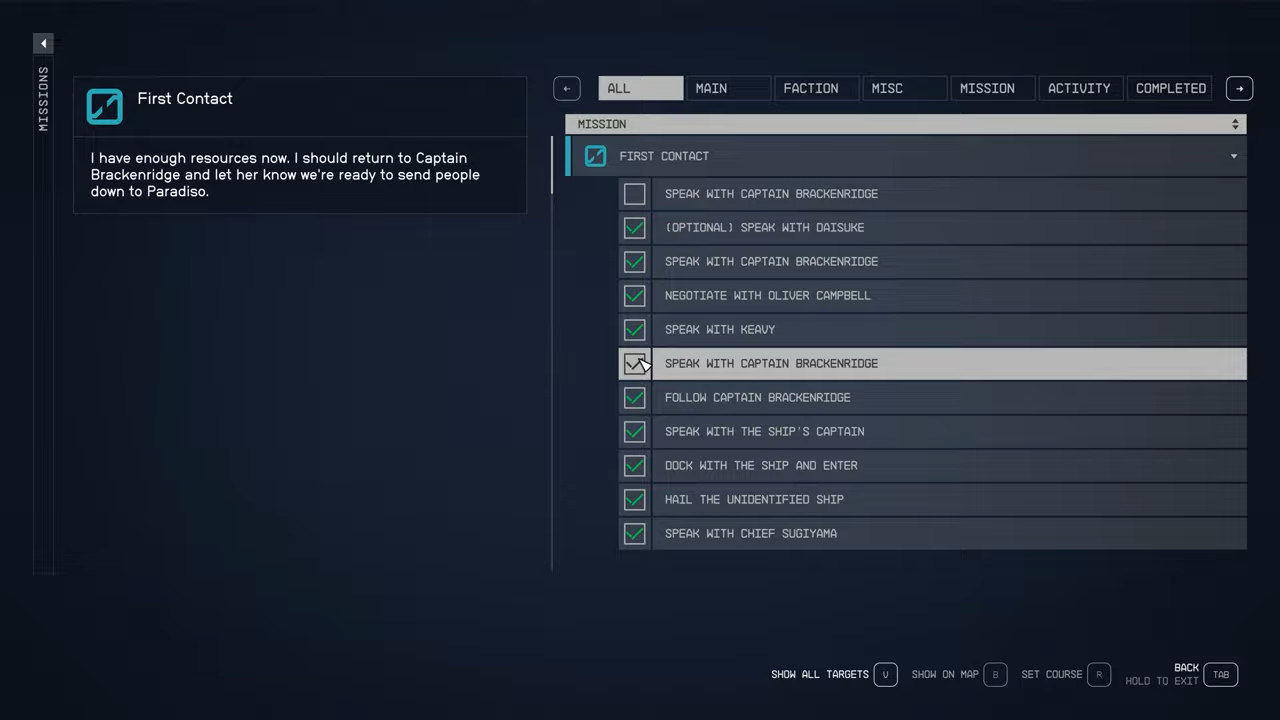 MISSIONS
First Contact
I have enough resources now. I should return to Captain
Brackenridge and let her know we're ready to send people
down to Paradiso.
ALL
MAIN
FACTION
MISC
MISSION
ACTIVITY
COMPLETED
MISSION
FIRST CONTACT
SPEAK WITH CAPTAIN BRACKENRIDGE
(OPTIONAL) SPEAK WITH DAISUKE
SPEAK WITH CAPTAIN BRACKENRIDGE
NEGOTIATE WITH OLIVER CAMPBELL
SPEAK WITH KEAVY
SPEAK WITH CAPTAIN BRACKENRIDGE
FOLLOW CAPTAIN BRACKENRIDGE
SPEAK WITH THE SHIP'S CAPTAIN
DOCK WITH THE SHIP AND ENTER
HAIL THE UNIDENTIFIED SHIP
SPEAK WITH CHIEF SUGIYAMA
SHOW ALL TARGETS V
SHOW ON MAP B
SET COURSE R
BACK
HOLD TO EXIT
TAB